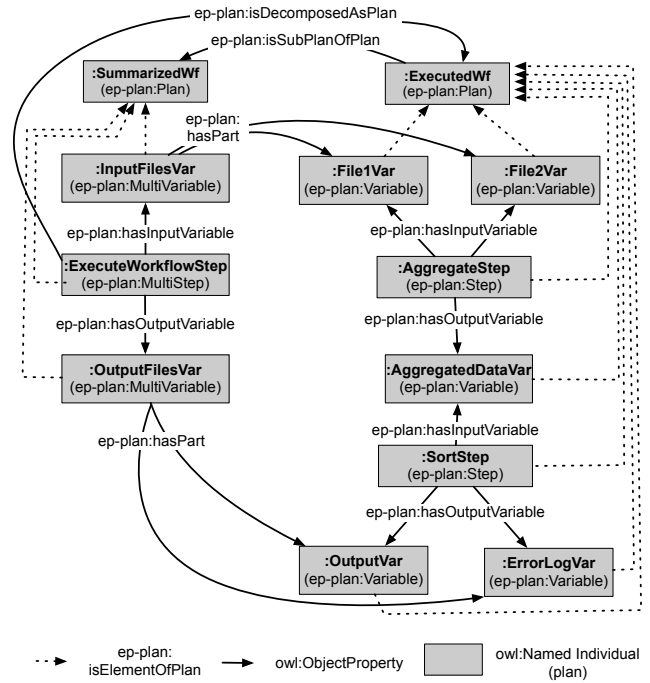 ep-plan:isDecomposedAsPlan
ep-plan:isSubPlanOfPlan
:SummarizedWf
(ep-plan:Plan)
:ExecutedWf
(ep-plan:Plan)
ep-plan:
hasPart
:InputFilesVar
(ep-plan:MultiVariable)
:File1Var
(ep-plan:Variable)
:File2Var
(ep-plan:Variable)
ep-plan:hasInputVariable
ep-plan:hasInputVariable
:ExecuteWorkflowStep
(ep-plan:MultiStep)
:AggregateStep
(ep-plan:Step)
ep-plan:hasOutputVariable
ep-plan:hasOutputVariable
:OutputFilesVar
(ep-plan:MultiVariable)
:AggregatedDataVar
(ep-plan:Variable)
ep-plan:hasPart
ep-plan:hasInputVariable
:SortStep
(ep-plan:Step)
ep-plan:hasOutputVariable
:OutputVar
(ep-plan:Variable)
:ErrorLogVar
(ep-plan:Variable)
ep-plan:
isElementOfPlan
owl:ObjectProperty
owl:Named Individual
(plan)